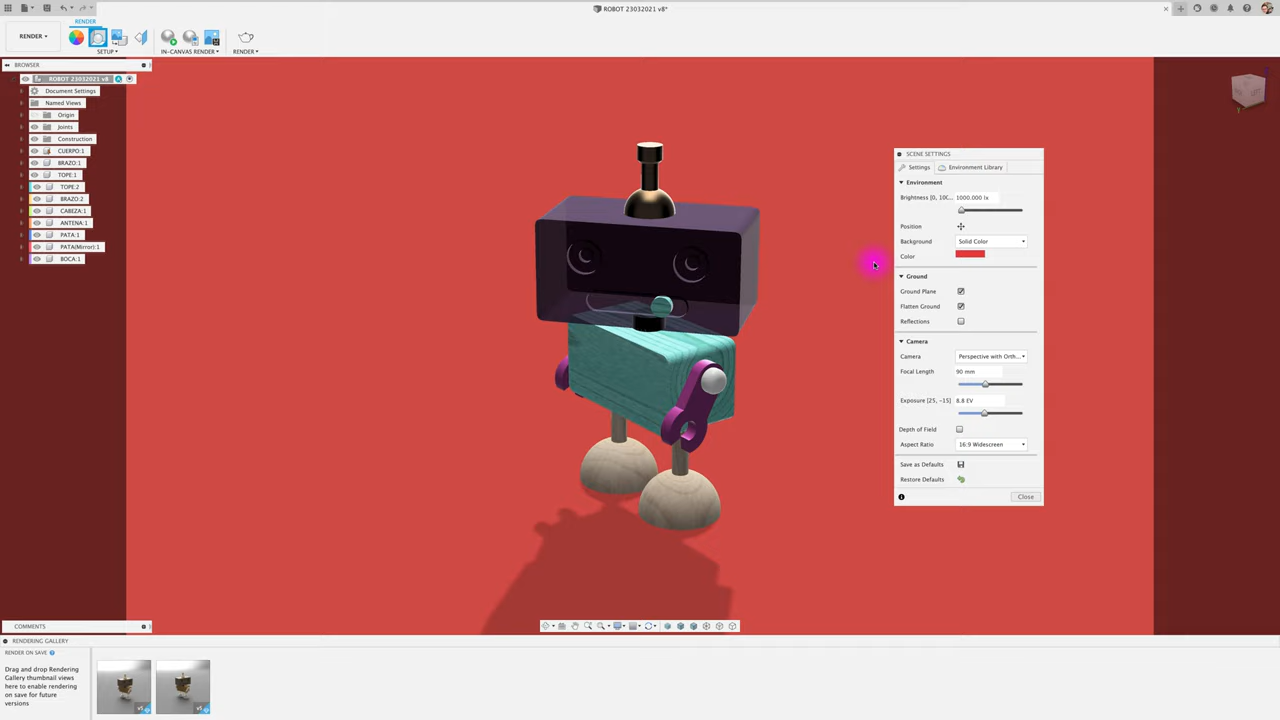 ROBOT 23032021 v8*
RENDER
RENDER
SETUP
IN-CANVAS RENDER
RENDER
BROWSER
ROBOT 23032021 v8
Document Settings
Named Views
Origin
Joints
Construction
CUERPO:1
BRAZO:1
TOPE:1
TOPE:2
BRAZO:2
CABEZA:1
ANTENA:1
PATA:1
PATA(Mirror):1
BOCA:1
SCENE SETTINGS
Settings
Environment Library
Environment
Brightness [0, 10C... 1000.000 lx
Position
Background Solid Color
Color
Ground
Ground Plane
Flatten Ground
Reflections
Camera
Camera Perspective with Orth...
Focal Length 90 mm
Exposure [25, -15] 8.8 EV
Depth of Field
Aspect Ratio 16:9 Widescreen
Save as Defaults
Restore Defaults
Close
COMMENTS
RENDERING GALLERY
RENDER ON SAVE
Drag and drop Rendering
Gallery thumbnail views
here to enable rendering
on save for future
versions